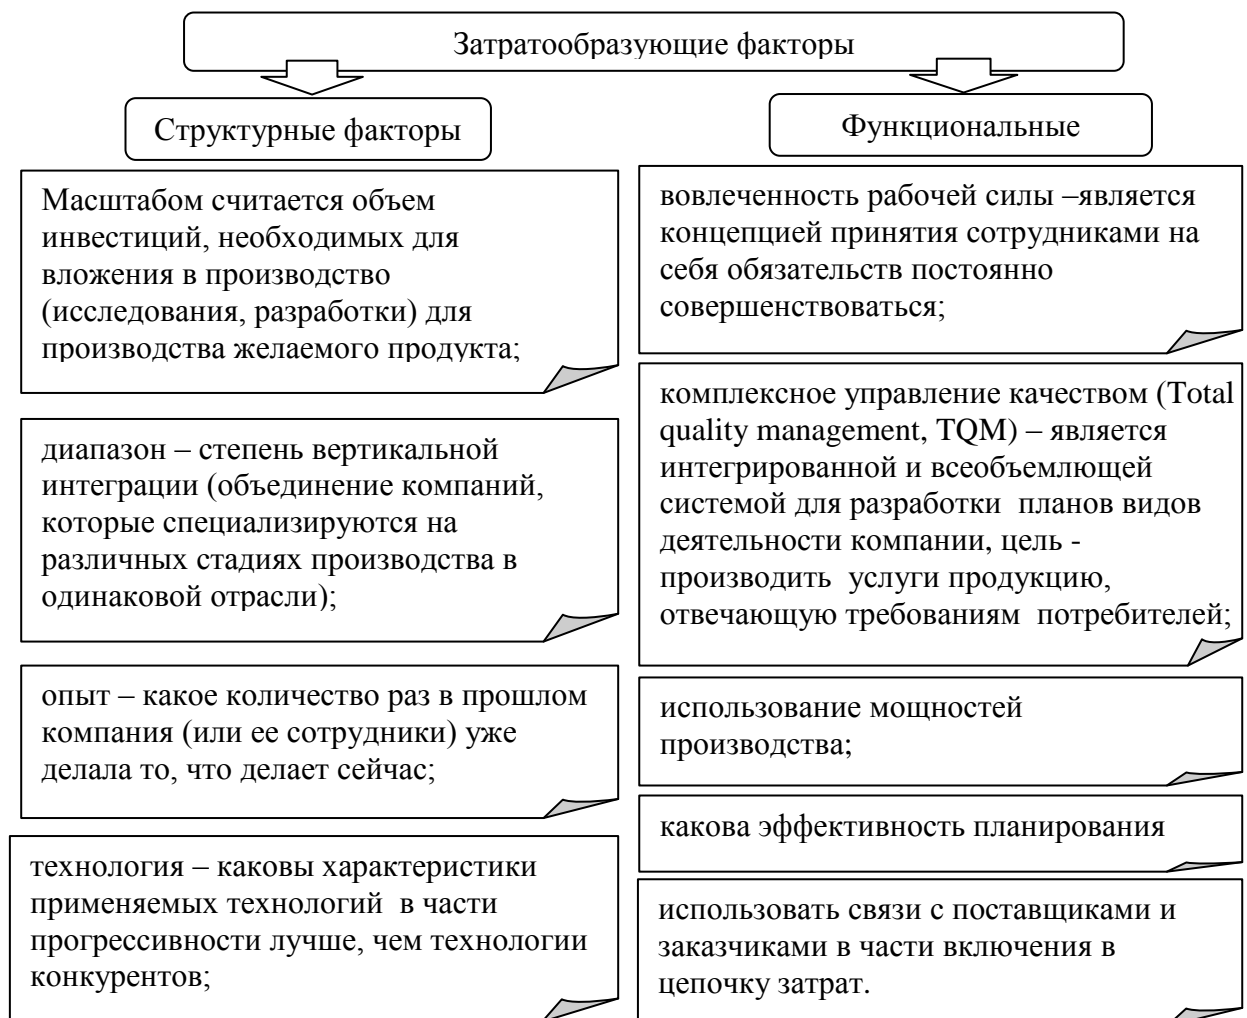 Затратообразующие факторы
Структурные факторы
Масштабом считается объем
инвестиций, необходимых для
вложения в производство
(исследования, разработки) для
производства желаемого продукта;
диапазон – степень вертикальной
интеграции (объединение компаний,
которые специализируются на
различных стадиях производства в
одинаковой отрасли);
опыт – какое количество раз в прошлом
компания (или ее сотрудники) уже
делала то, что делает сейчас;
технология – каковы характеристики
применяемых технологий  в части
прогрессивности лучше, чем технологии
конкурентов;
Функциональные
вовлеченность рабочей силы –является
концепцией принятия сотрудниками на
себя обязательств постоянно
совершенствоваться;
комплексное управление качеством (Total
quality management, TQM) – является
интегрированной и всеобъемлющей
системой для разработки  планов видов
деятельности компании, цель -
производить  услуги продукцию,
отвечающую требованиям  потребителей;
использование мощностей
производства;
какова эффективность планирования
использовать связи с поставщиками и
заказчиками в части включения в
цепочку затрат.